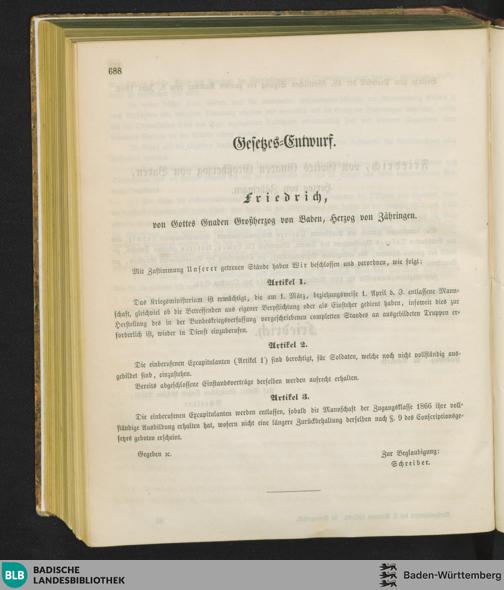 688
Gesetzes-Entwurf.
Friedrich,
von Gottes Gnaden Großherzog von Baden, Herzog von Zähringen.
Mit Zustimmung Unserer getreuen Stände haben Wir beschlossen und verordnen, wie folgt:
Artikel 1.
Das Kriegsministerium ist ermächtigt, die am 1. März, beziehungsweise 1. April d. J. entlassene Mann-
schaft, gleichviel ob die Betreffenden aus eigener Verpflichtung oder als Einsteher gedient haben, insoweit dies zur
Herstellung des in der Bundeskriegsverfassung vorgeschriebenen completten Standes an ausgebildeten Truppen er-
forderlich ist, wieder in Dienst einzuberufen.
Artikel 2.
Die einberufenen Excapitulanten (Artikel 1) sind berechtigt, für Soldaten, welche noch nicht vollständig aus-
gebildet sind, einzustehen.
Bereits abgeschlossene Einstandsverträge derselben werden aufrecht erhalten.
Artikel 3.
Die einberufenen Excapitulanten werden entlassen, sobald die Mannschaft der Zugangsklasse 1866 ihre voll-
ständige Ausbildung erhalten hat, wofern nicht eine längere Zurückbehaltung derselben nach §. 9 des Conscriptionsge-
setzes geboten erscheint.
Gegeben ꝛc.
Zur Beglaubigung:
Schreiber.
BLB BADISCHE
LANDESBIBLIOTHEK
Baden-Württemberg